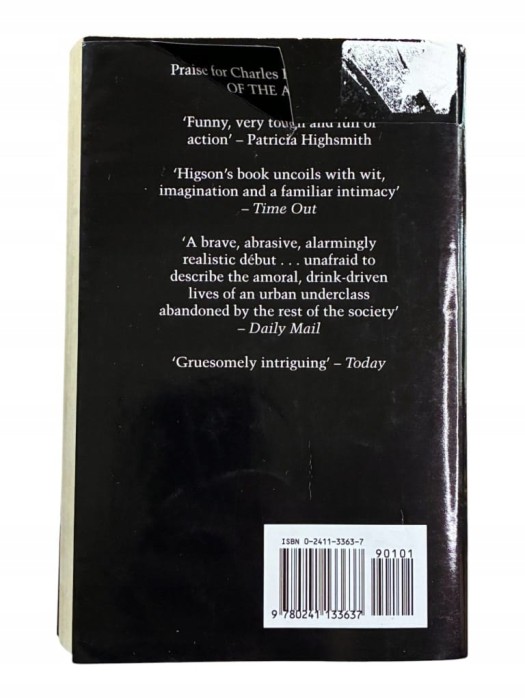 Praise for Charles
OF THE
'Funny, very tough and full of
action' – Patricia Highsmith
'Higson's book uncoils with wit,
imagination and a familiar intimacy'
– Time Out
'A brave, abrasive, alarmingly
realistic début . . . unafraid to
describe the amoral, drink-driven
lives of an urban underclass
abandoned by the rest of the society'
– Daily Mail
'Gruesomely intriguing' – Today
ISBN 0-2411-3363-7
90101
9 780241 133637